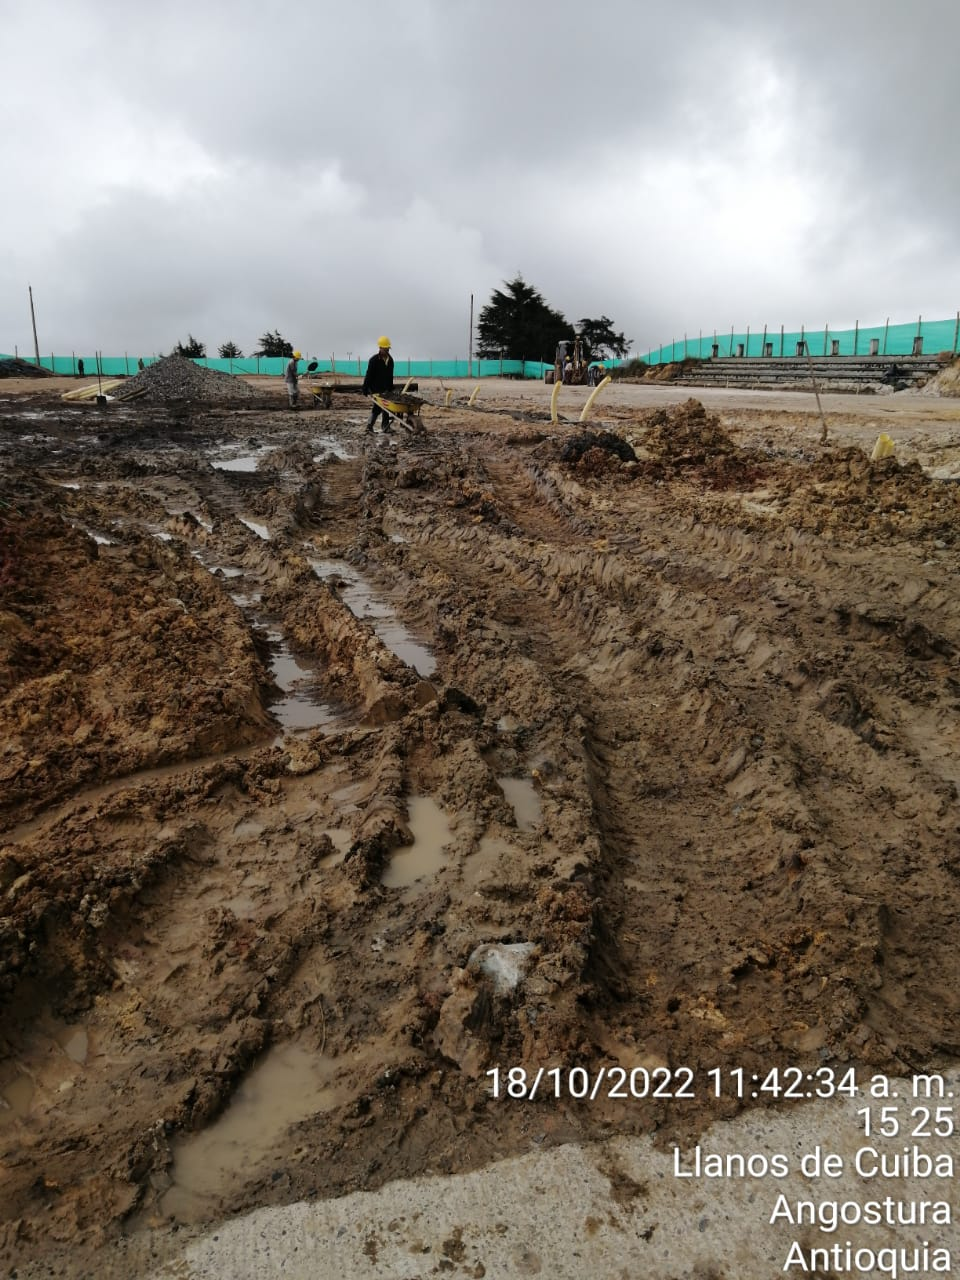 18/10/2022 11:42:34 a. m.
15 25
Llanos de Cuiba
Angostura
Antioquia